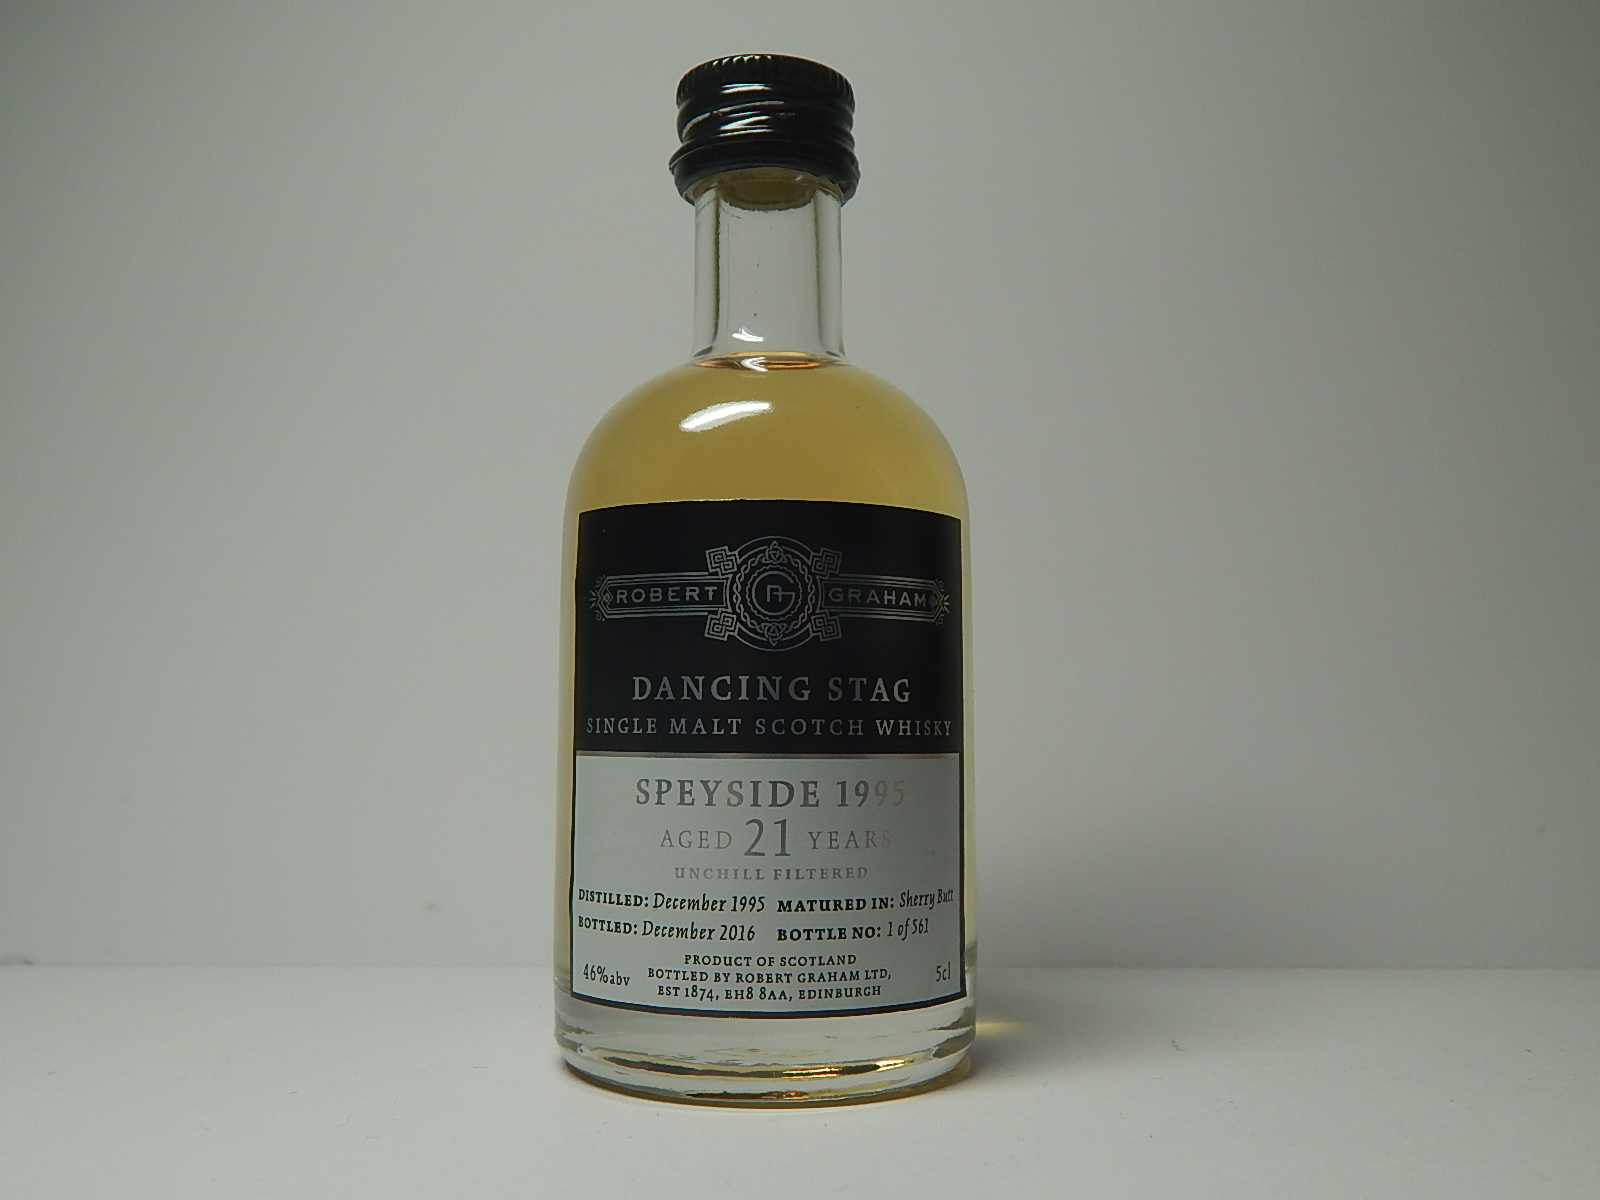 ROBERT RG GRAHAM
DANCING STAG
SINGLE MALT SCOTCH WHISKY
SPEYSIDE 1995
AGED 21 YEARS
UNCHILL FILTERED
DISTILLED: December 1995 MATURED IN: Sherry Butt
BOTTLED: December 2016 BOTTLE NO: 1 of 561
PRODUCT OF SCOTLAND
46%abv BOTTLED BY ROBERT GRAHAM LTD, 5cl
EST 1874, EH8 8AA, EDINBURGH